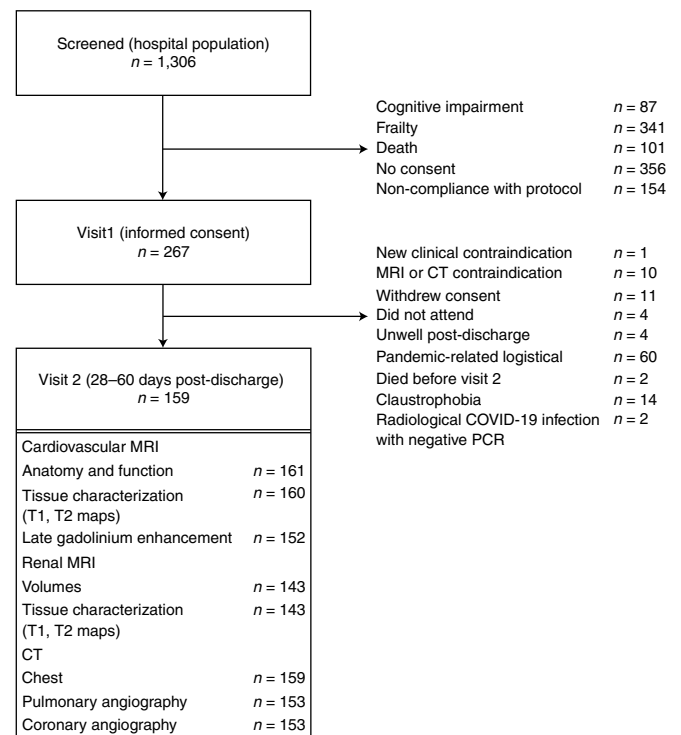 Screened (hospital population)
n = 1,306
Cognitive impairment n = 87
Frailty n = 341
Death n = 101
No consent n = 356
Non-compliance with protocol n = 154
Visit1 (informed consent)
n = 267
New clinical contraindication n = 1
MRI or CT contraindication n = 10
Withdrew consent n = 11
Did not attend n = 4
Unwell post-discharge n = 4
Pandemic-related logistical n = 60
Died before visit 2 n = 2
Claustrophobia n = 14
Radiological COVID-19 infection n = 2
with negative PCR
Visit 2 (28–60 days post-discharge)
n = 159
Cardiovascular MRI
Anatomy and function n = 161
Tissue characterization n = 160
(T1, T2 maps)
Late gadolinium enhancement n = 152
Renal MRI
Volumes n = 143
Tissue characterization n = 143
(T1, T2 maps)
CT
Chest n = 159
Pulmonary angiography n = 153
Coronary angiography n = 153